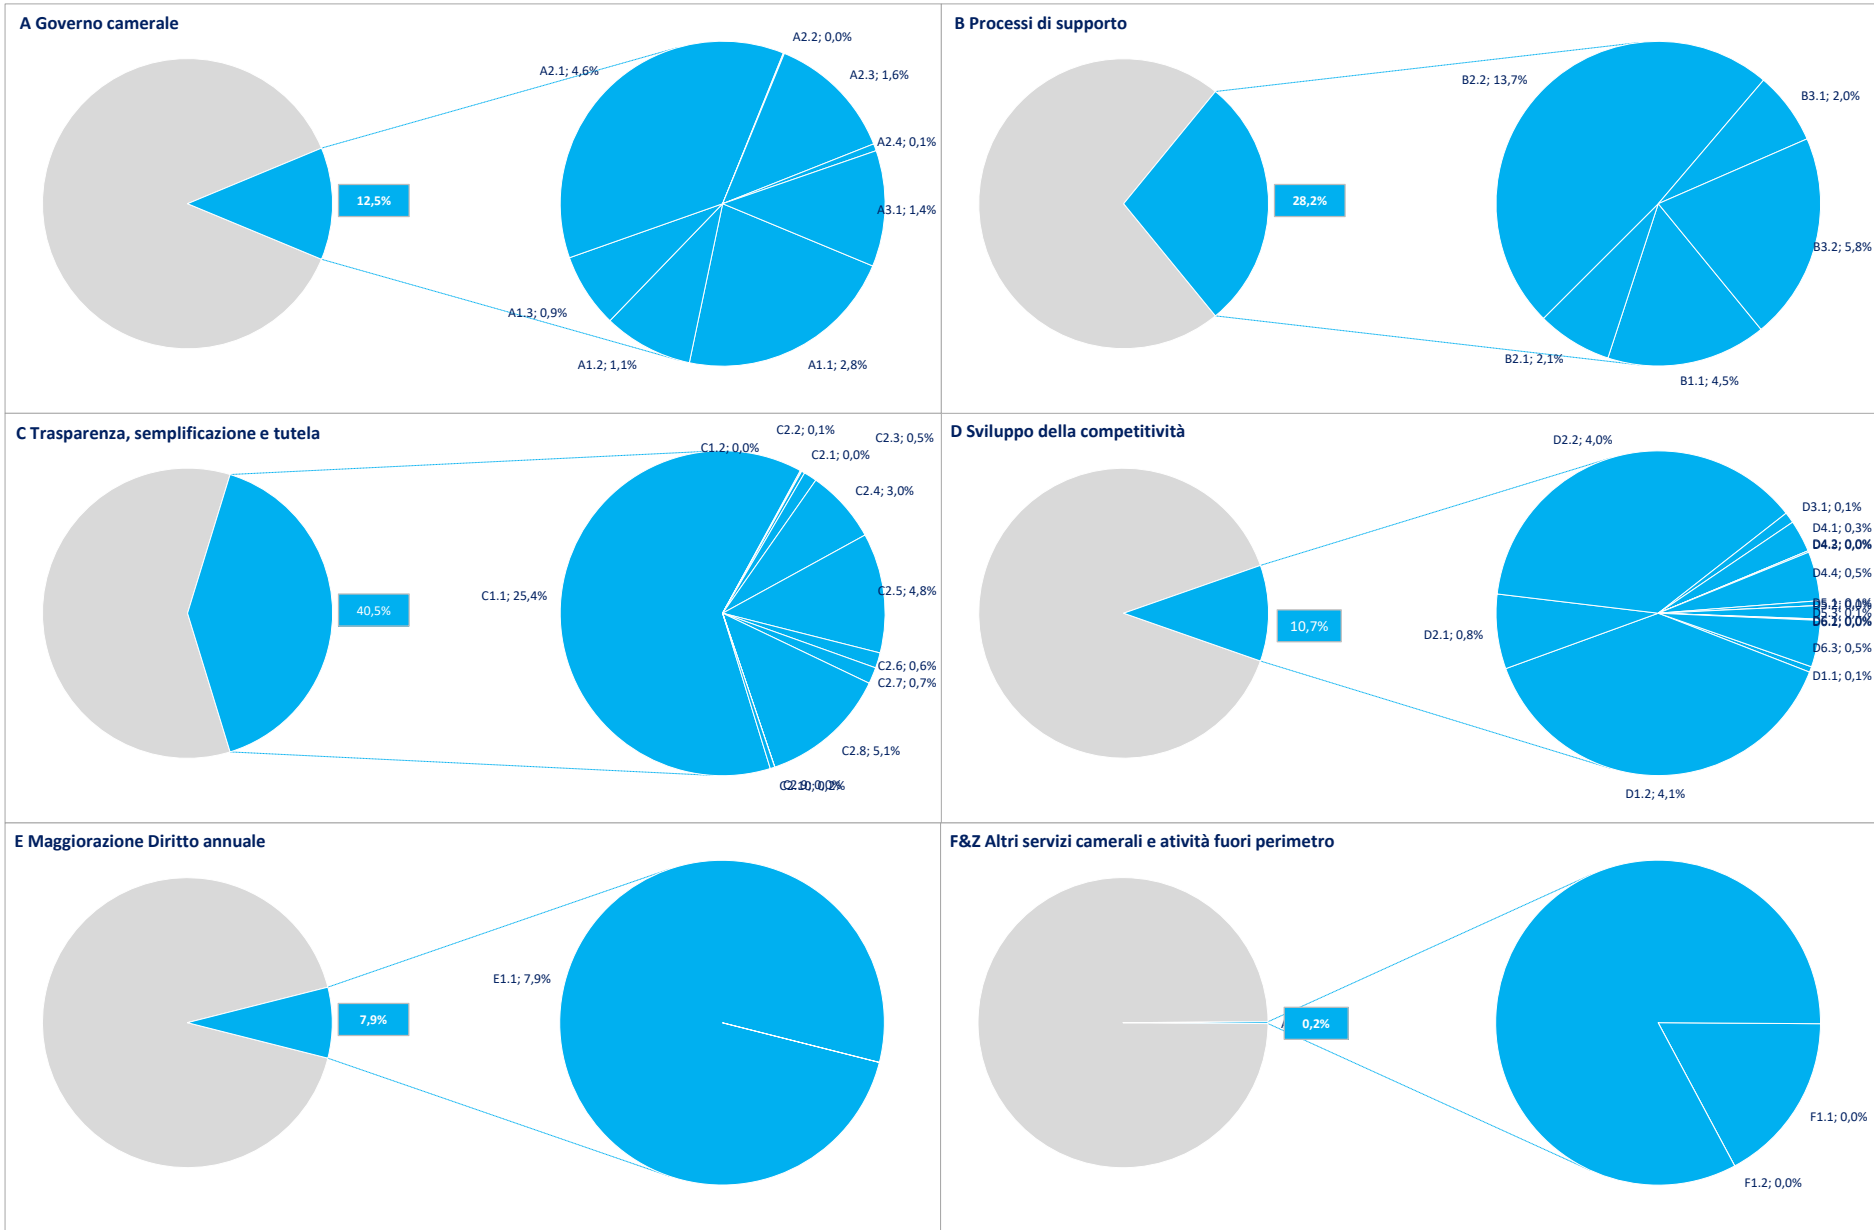 A Governo camerale
A2.2; 0,0%
A2.1; 4,6%
A2.3; 1,6%
A2.4; 0,1%
12,5%
A3.1; 1,4%
A1.3; 0,9%
A1.2; 1,1%
A1.1; 2,8%
B Processi di supporto
B2.2; 13,7%
B3.1; 2,0%
28,2%
B3.2; 5,8%
B2.1; 2,1%
B1.1; 4,5%
C Trasparenza, semplificazione e tutela
C2.2; 0,1%
C2.3; 0,5%
C1.2; 0,0%
C2.1; 0,0%
C2.4; 3,0%
C1.1; 25,4%
C2.5; 4,8%
40,5%
C2.6; 0,6%
C2.7; 0,7%
C2.8; 5,1%
C2.10; 0,2%
D Sviluppo della competitività
D2.2; 4,0%
D3.1; 0,1%
D4.1; 0,3%
D4.4; 0,5%
10,7%
D2.1; 0,8%
D6.3; 0,5%
D1.1; 0,1%
D1.2; 4,1%
E Maggiorazione Diritto annuale
E1.1; 7,9%
7,9%
F&Z Altri servizi camerali e atività fuori perimetro
0,2%
F1.1; 0,0%
F1.2; 0,0%